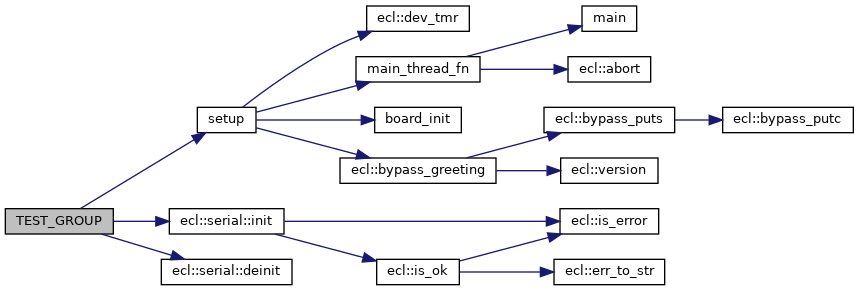 ecl::dev_tmr
main
main_thread_fn
ecl::abort
setup
board_init
ecl::bypass_puts
ecl::bypass_putc
ecl::bypass_greeting
ecl::version
TEST_GROUP
ecl::serial::init
ecl::is_error
ecl::serial::deinit
ecl::is_ok
ecl::err_to_str